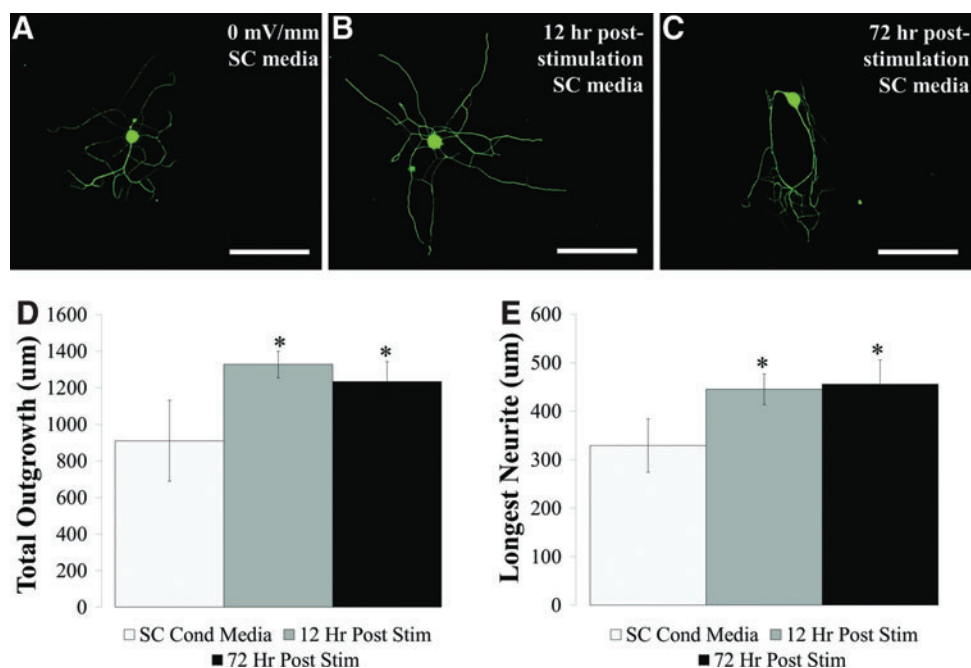 A
0 mV/mm
SC media
B
12 hr post-
stimulation
SC media
C
72 hr post-
stimulation
SC media
D
Total Outgrowth (um)
1600
1400
1200
1000
800
600
400
200
0
*
*
SC Cond Media
12 Hr Post Stim
72 Hr Post Stim
E
Longest Neurite (um)
600
500
400
300
200
100
0
*
*
SC Cond Media
12 Hr Post Stim
72 Hr Post Stim